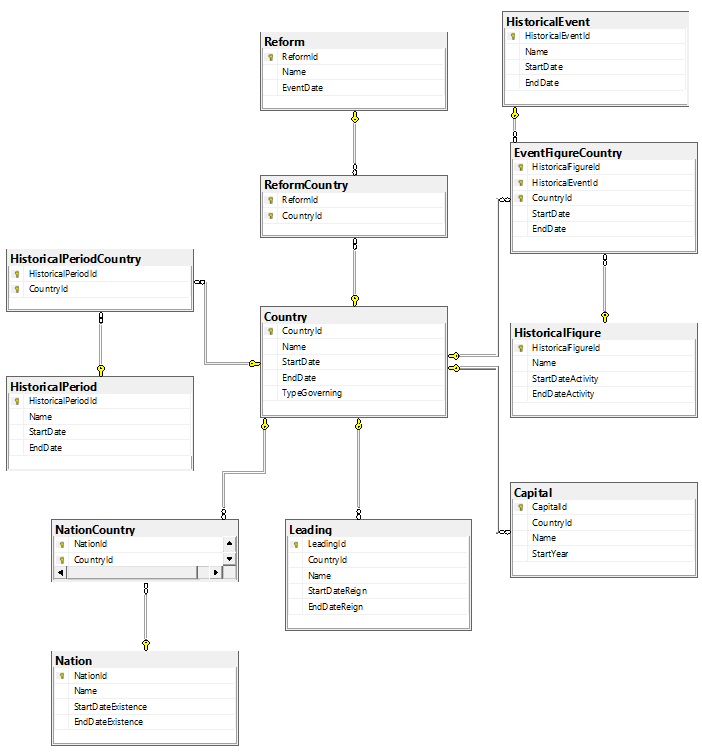 Reform
ReformId
Name
EventDate
HistoricalEvent
HistoricalEventId
Name
StartDate
EndDate
EventFigureCountry
HistoricalFigureId
HistoricalEventId
CountryId
StartDate
EndDate
ReformCountry
ReformId
CountryId
HistoricalPeriodCountry
HistoricalPeriodId
CountryId
Country
CountryId
Name
StartDate
EndDate
TypeGoverning
HistoricalFigure
HistoricalFigureId
Name
StartDateActivity
EndDateActivity
HistoricalPeriod
HistoricalPeriodId
Name
StartDate
EndDate
Capital
CapitalId
CountryId
Name
StartYear
NationCountry
NationId
CountryId
Leading
LeadingId
CountryId
Name
StartDateReign
EndDateReign
Nation
NationId
Name
StartDateExistence
EndDateExistence